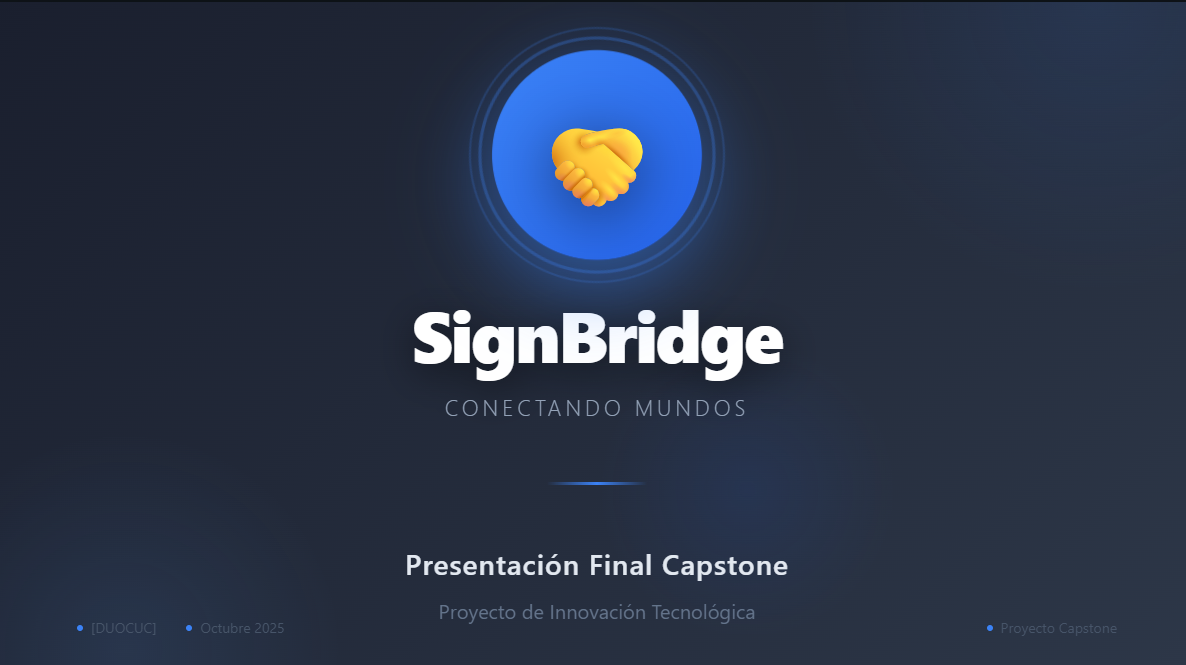 SignBridge
CONECTANDO MUNDOS
Presentación Final Capstone
Proyecto de Innovación Tecnológica
[DUOCUC]
Octubre 2025
Proyecto Capstone